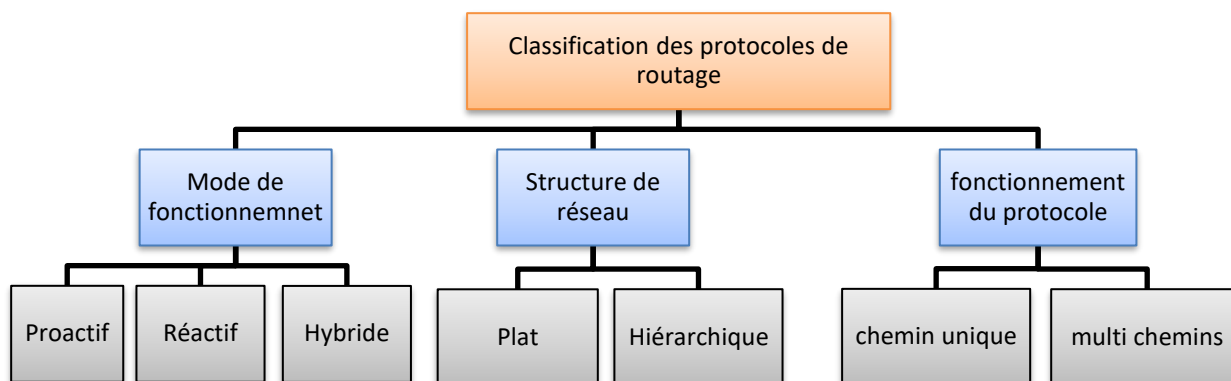 Classification des protocoles de
routage
Mode de
fonctionnemnet
Structure de
réseau
fonctionnement
du protocole
Proactif
Réactif
Hybride
Plat
Hiérarchique
chemin unique
multi chemins